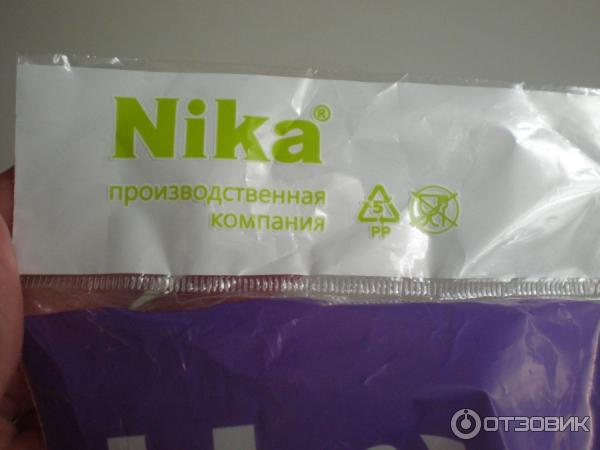 Nika®
производственная
компания
5
PP
ОТЗОВИК